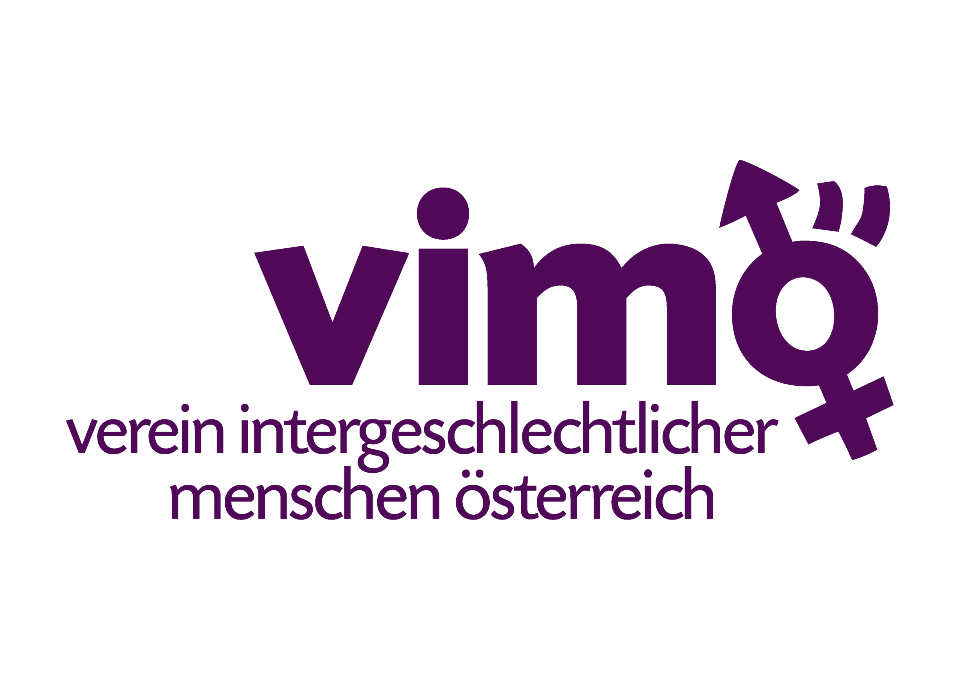 vimö
verein intergeschlechtlicher
menschen österreich